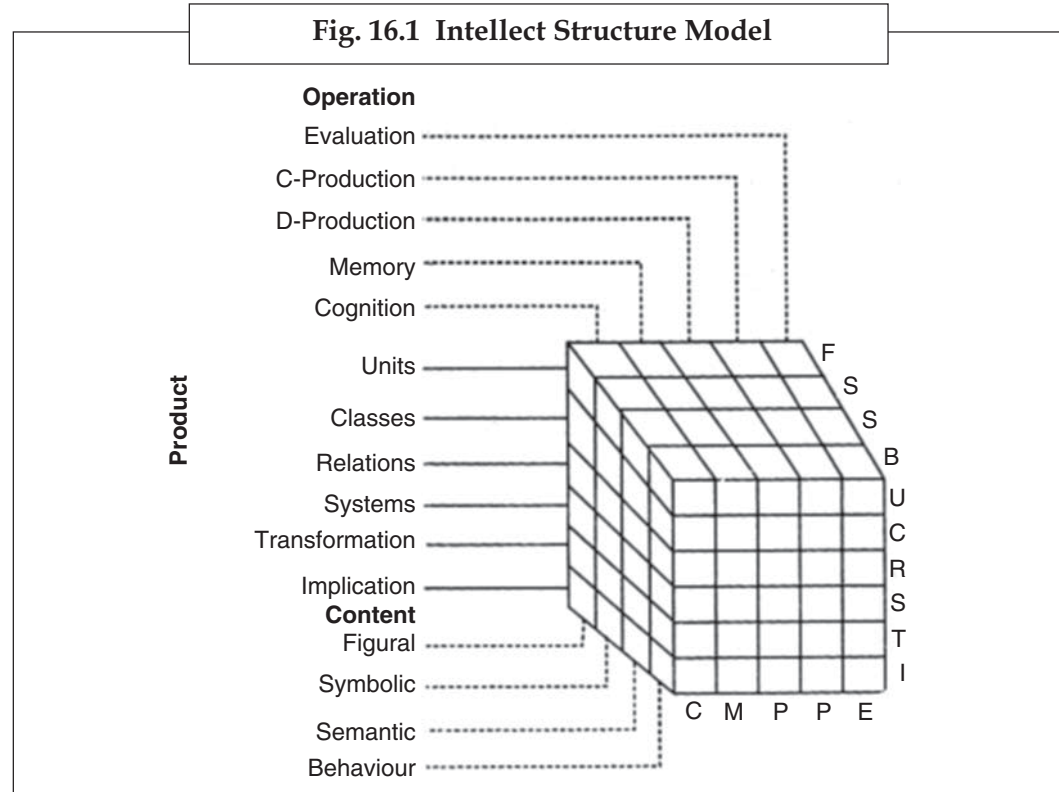 Fig. 16.1 Intellect Structure Model
Operation
Evaluation
C-Production
D-Production
Memory
Cognition
Product
Units
Classes
Relations
Systems
Transformation
Implication
Content
Figural
Symbolic
Semantic
Behaviour
F
S
S
B
U
C
R
S
T
I
C M P P E